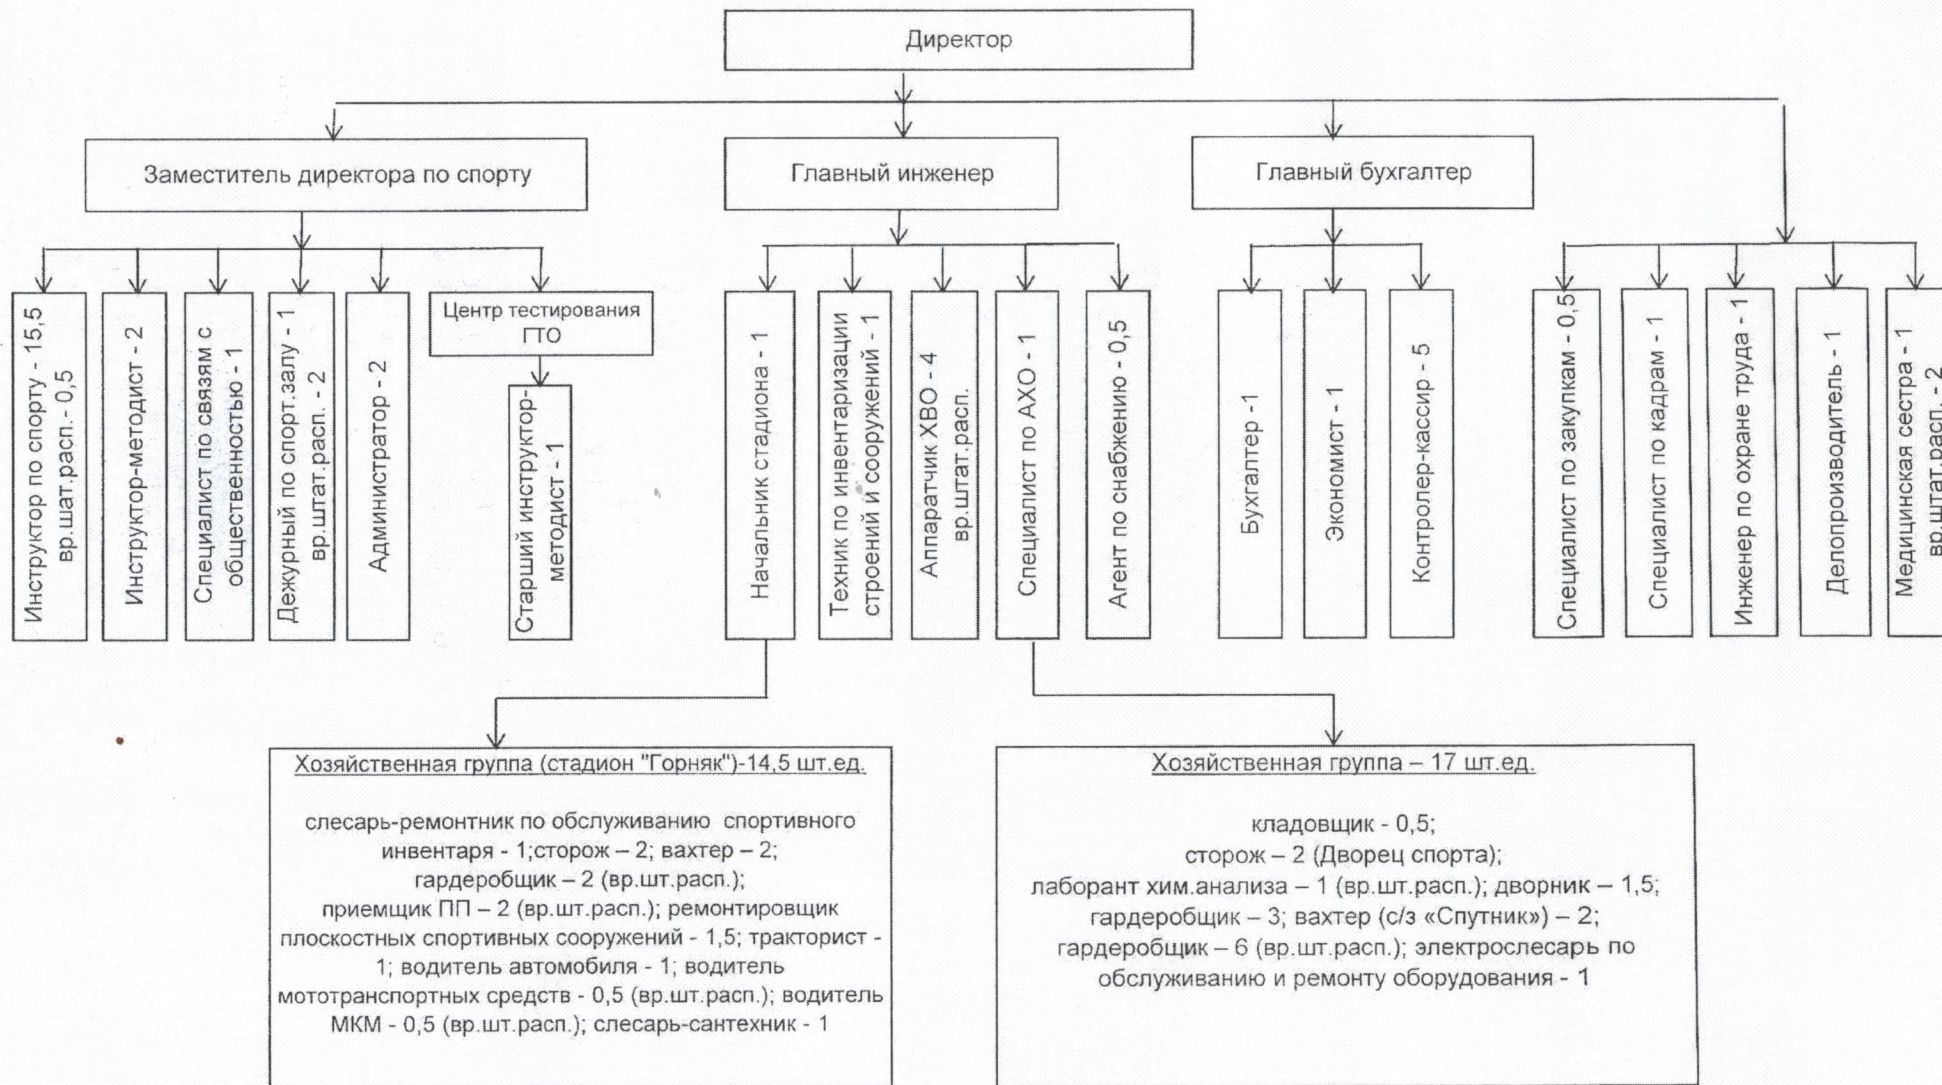 Директор
Заместитель директора по спорту
Главный инженер
Главный бухгалтер
Инструктор по спорту - 15,5
вр.шат.расп.- 0,5
Инструктор-методист - 2
Специалист по связям с
общественностью - 1
Дежурный по спорт.залу - 1
вр.штат.расп. - 2
Администратор - 2
Центр тестирования
ГТО
Старший инструктор-
методист - 1
Начальник стадиона - 1
Техник по инвентаризации
строений и сооружений - 1
Аппаратчик ХВО - 4
вр.штат.расп.
Специалист по АХО - 1
Агент по снабжению - 0,5
Бухгалтер -1
Экономист - 1
Контролер-кассир - 5
Специалист по закупкам - 0,5
Специалист по кадрам - 1
Инженер по охране труда - 1
Делопроизводитель - 1
Медицинская сестра - 1
вр.штат.расп. - 2
Хозяйственная группа (стадион "Горняк")-14,5 шт.ед.
слесарь-ремонтник по обслуживанию спортивного
инвентаря - 1;сторож – 2; вахтер – 2;
гардеробщик – 2 (вр.шт.расп.);
приемщик ПП – 2 (вр.шт.расп.); ремонтировщик
плоскостных спортивных сооружений - 1,5; тракторист -
1; водитель автомобиля - 1; водитель
мототранспортных средств - 0,5 (вр.шт.расп.); водитель
МКМ - 0,5 (вр.шт.расп.); слесарь-сантехник - 1
Хозяйственная группа – 17 шт.ед.
кладовщик - 0,5;
сторож – 2 (Дворец спорта);
лаборант хим.анализа – 1 (вр.шт.расп.); дворник – 1,5;
гардеробщик – 3; вахтер (с/з «Спутник») – 2;
гардеробщик – 6 (вр.шт.расп.); электрослесарь по
обслуживанию и ремонту оборудования - 1